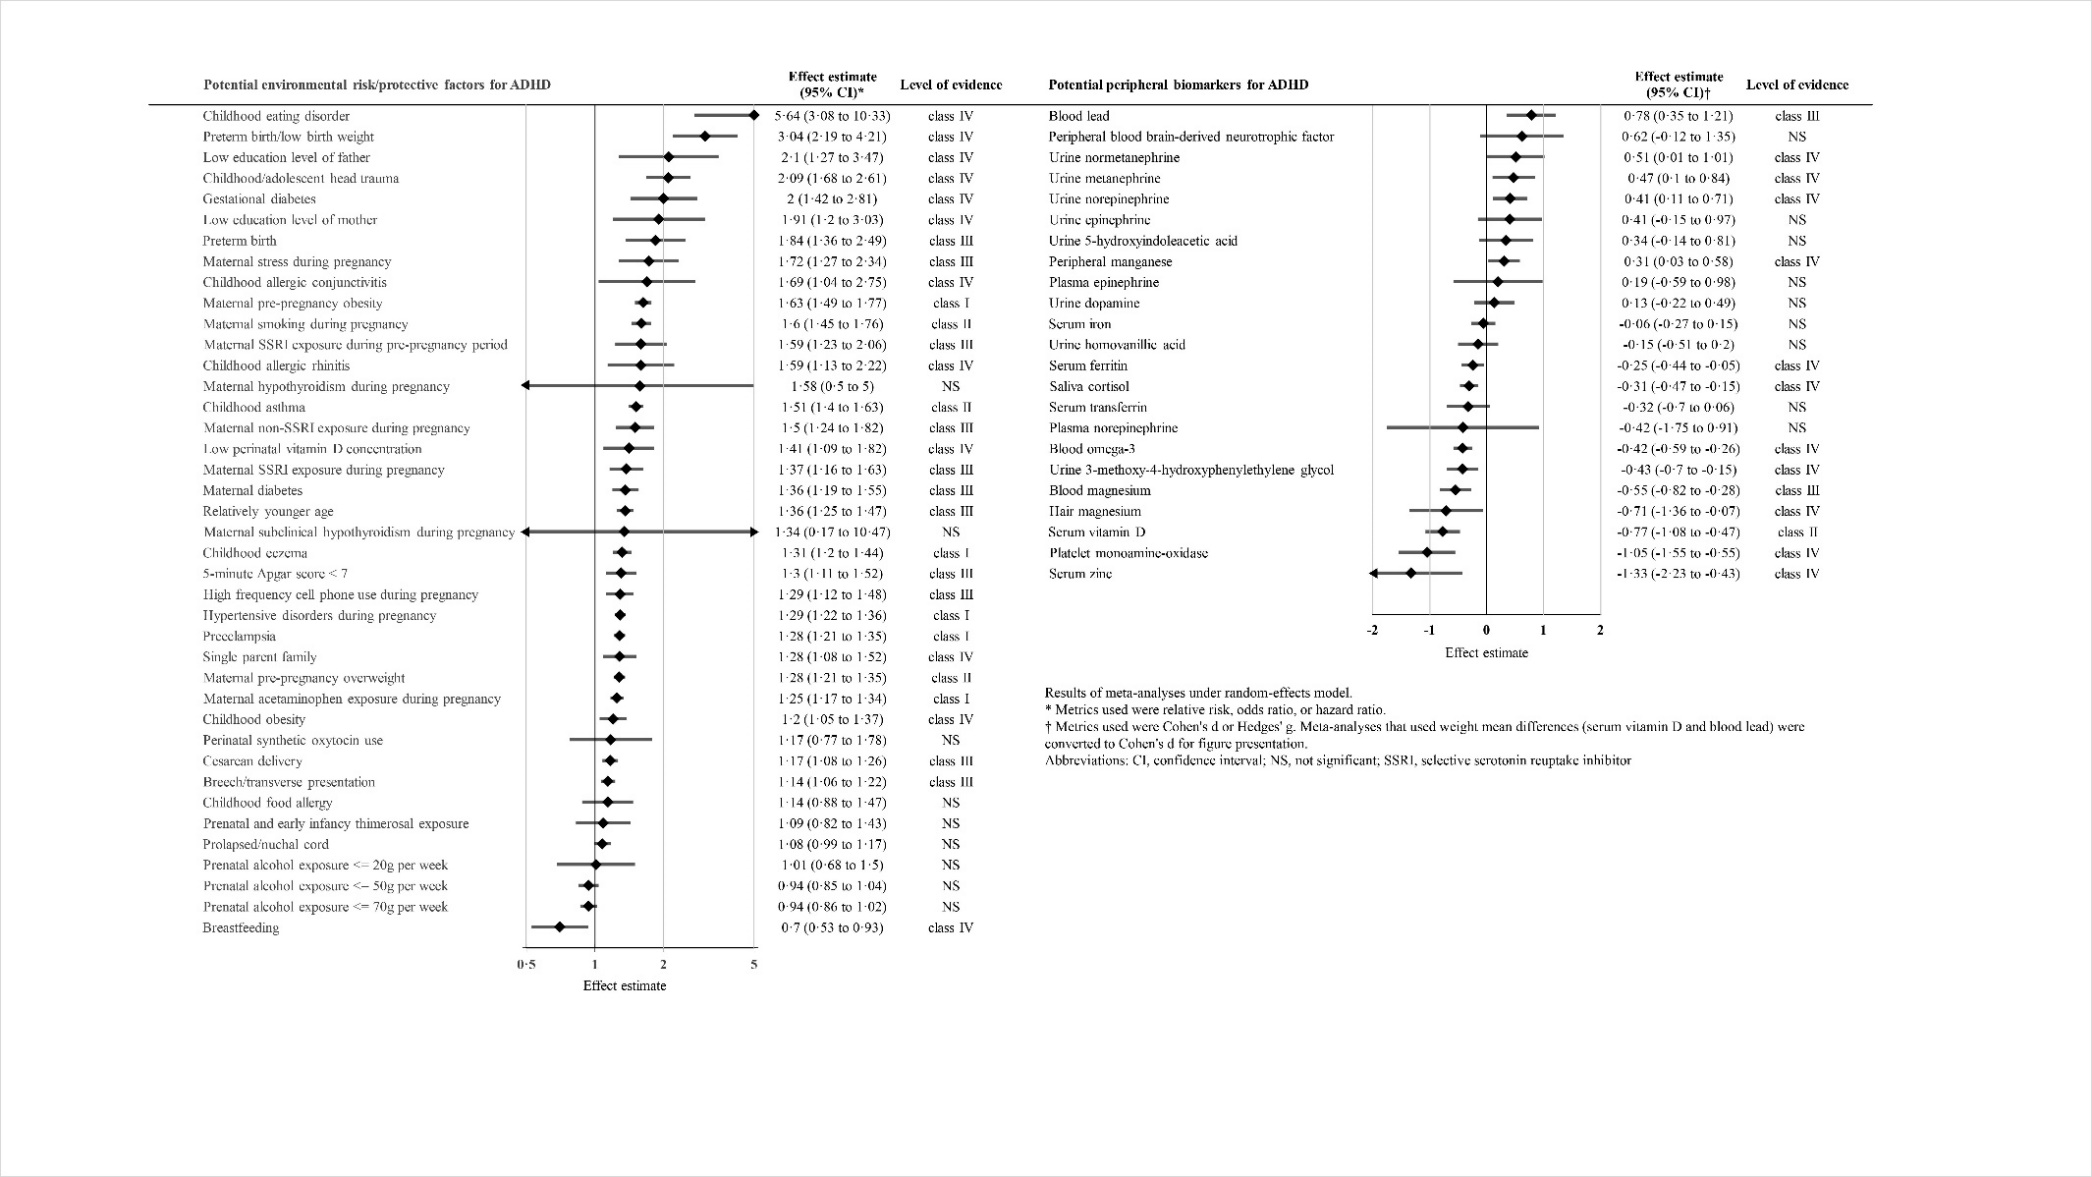 Potential environmental risk/protective factors for ADHD Effect estimate (95% CI)* Level of evidence
Childhood eating disorder 5·64 (3·08 to 10·33) class IV
Preterm birth/low birth weight 3·04 (2·19 to 4·21) class IV
Low education level of father 2·1 (1·27 to 3·47) class IV
Childhood/adolescent head trauma 2·09 (1·68 to 2·61) class IV
Gestational diabetes 2 (1·42 to 2·81) class IV
Low education level of mother 1·91 (1·2 to 3·03) class IV
Preterm birth 1·84 (1·36 to 2·49) class III
Maternal stress during pregnancy 1·72 (1·27 to 2·34) class III
Childhood allergic conjunctivitis 1·69 (1·04 to 2·75) class IV
Maternal pre-pregnancy obesity 1·63 (1·49 to 1·77) class I
Maternal smoking during pregnancy 1·6 (1·45 to 1·76) class II
Maternal SSRI exposure during pre-pregnancy period 1·59 (1·23 to 2·06) class III
Childhood allergic rhinitis 1·59 (1·13 to 2·22) class IV
Maternal hypothyroidism during pregnancy 1·58 (0·5 to 5) NS
Childhood asthma 1·51 (1·4 to 1·63) class II
Maternal non-SSRI exposure during pregnancy 1·5 (1·24 to 1·82) class III
Low perinatal vitamin D concentration 1·41 (1·09 to 1·82) class IV
Maternal SSRI exposure during pregnancy 1·37 (1·16 to 1·63) class III
Maternal diabetes 1·36 (1·19 to 1·55) class III
Relatively younger age 1·36 (1·25 to 1·47) class III
Maternal subclinical hypothyroidism during pregnancy 1·34 (0·17 to 10·47) NS
Childhood eczema 1·31 (1·2 to 1·44) class I
5-minute Apgar score < 7 1·3 (1·11 to 1·52) class III
High frequency cell phone use during pregnancy 1·29 (1·12 to 1·48) class III
Hypertensive disorders during pregnancy 1·29 (1·22 to 1·36) class I
Preeclampsia 1·28 (1·21 to 1·35) class I
Single parent family 1·28 (1·08 to 1·52) class IV
Maternal pre-pregnancy overweight 1·28 (1·21 to 1·35) class II
Maternal acetaminophen exposure during pregnancy 1·25 (1·17 to 1·34) class I
Childhood obesity 1·2 (1·05 to 1·37) class IV
Perinatal synthetic oxytocin use 1·17 (0·77 to 1·78) NS
Cesarean delivery 1·17 (1·08 to 1·26) class III
Breech/transverse presentation 1·14 (1·06 to 1·22) class III
Childhood food allergy 1·14 (0·88 to 1·47) NS
Prenatal and early infancy thimerosal exposure 1·09 (0·82 to 1·43) NS
Prolapsed/nuchal cord 1·08 (0·99 to 1·17) NS
Prenatal alcohol exposure <= 20g per week 1·01 (0·68 to 1·5) NS
Prenatal alcohol exposure <= 50g per week 0·94 (0·85 to 1·04) NS
Prenatal alcohol exposure <= 70g per week 0·94 (0·86 to 1·02) NS
Breastfeeding 0·7 (0·53 to 0·93) class IV
0·5 1 2 5
Effect estimate
Potential peripheral biomarkers for ADHD Effect estimate (95% CI)† Level of evidence
Blood lead 0·78 (0·35 to 1·21) class III
Peripheral blood brain-derived neurotrophic factor 0·62 (-0·12 to 1·35) NS
Urine normetanephrine 0·51 (0·01 to 1·01) class IV
Urine metanephrine 0·47 (0·1 to 0·84) class IV
Urine norepinephrine 0·41 (0·11 to 0·71) class IV
Urine epinephrine 0·41 (-0·15 to 0·97) NS
Urine 5-hydroxyindoleacetic acid 0·34 (-0·14 to 0·81) NS
Peripheral manganese 0·31 (0·03 to 0·58) class IV
Plasma epinephrine 0·19 (-0·59 to 0·98) NS
Urine dopamine 0·13 (-0·22 to 0·49) NS
Serum iron -0·06 (-0·27 to 0·15) NS
Urine homovanillic acid -0·15 (-0·51 to 0·2) NS
Serum ferritin -0·25 (-0·44 to -0·05) class IV
Saliva cortisol -0·31 (-0·47 to -0·15) class IV
Serum transferrin -0·32 (-0·7 to 0·06) NS
Plasma norepinephrine -0·42 (-1·75 to 0·91) NS
Blood omega-3 -0·42 (-0·59 to -0·26) class IV
Urine 3-methoxy-4-hydroxyphenylethylene glycol -0·43 (-0·7 to -0·15) class IV
Blood magnesium -0·55 (-0·82 to -0·28) class III
Hair magnesium -0·71 (-1·36 to -0·07) class IV
Serum vitamin D -0·77 (-1·08 to -0·47) class II
Platelet monoamine-oxidase -1·05 (-1·55 to -0·55) class IV
Serum zinc -1·33 (-2·23 to -0·43) class IV
-2 -1 0 1 2
Effect estimate
Results of meta-analyses under random-effects model.
* Metrics used were relative risk, odds ratio, or hazard ratio.
† Metrics used were Cohen's d or Hedges' g. Meta-analyses that used weight mean differences (serum vitamin D and blood lead) were
converted to Cohen's d for figure presentation.
Abbreviations: CI, confidence interval; NS, not significant; SSRI, selective serotonin reuptake inhibitor